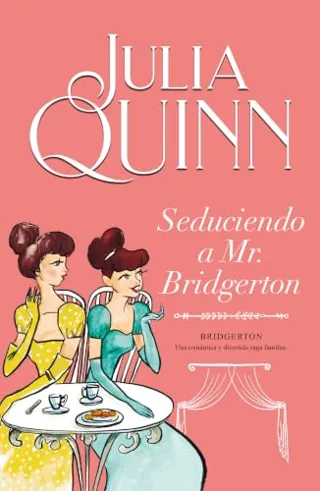 JULIA
QUINN
Seduciendo
a Mr.
Bridgerton
BRIDGERTON
Una romántica y divertida saga familiar.